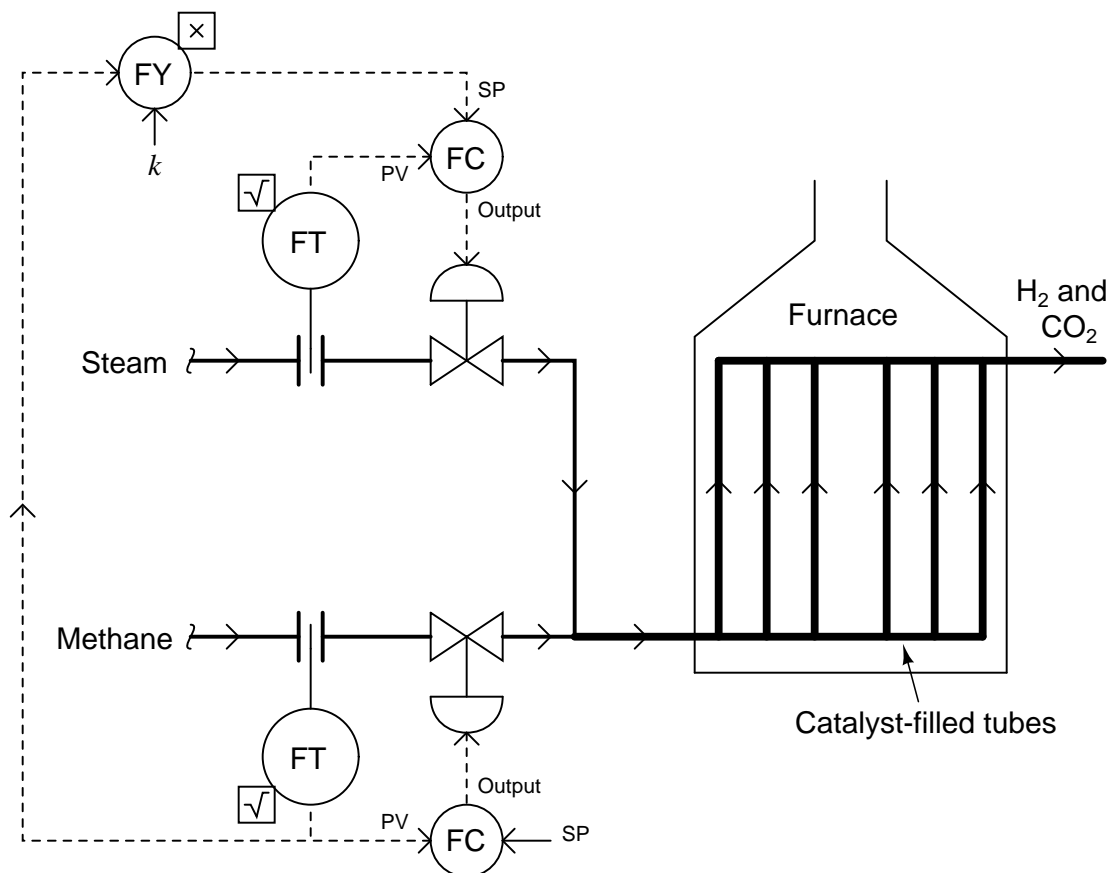 ×
FY
SP
k
FC
PV
√
Output
FT
H₂ and
CO₂
Furnace
Steam
Methane
Catalyst-filled tubes
FT
Output
√
PV
FC
SP